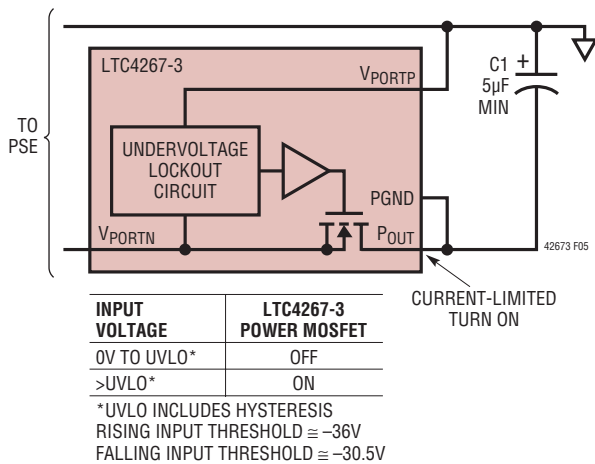 LTC4267-3
VPORTP
C1 +
5µF
MIN
TO
PSE
UNDERVOLTAGE
LOCKOUT
CIRCUIT
PGND
VPORTN
POUT
42673 F05
CURRENT-LIMITED
TURN ON
INPUT VOLTAGE LTC4267-3 POWER MOSFET
0V TO UVLO* OFF
>UVLO* ON
*UVLO INCLUDES HYSTERESIS
RISING INPUT THRESHOLD ≅ –36V
FALLING INPUT THRESHOLD ≅ –30.5V